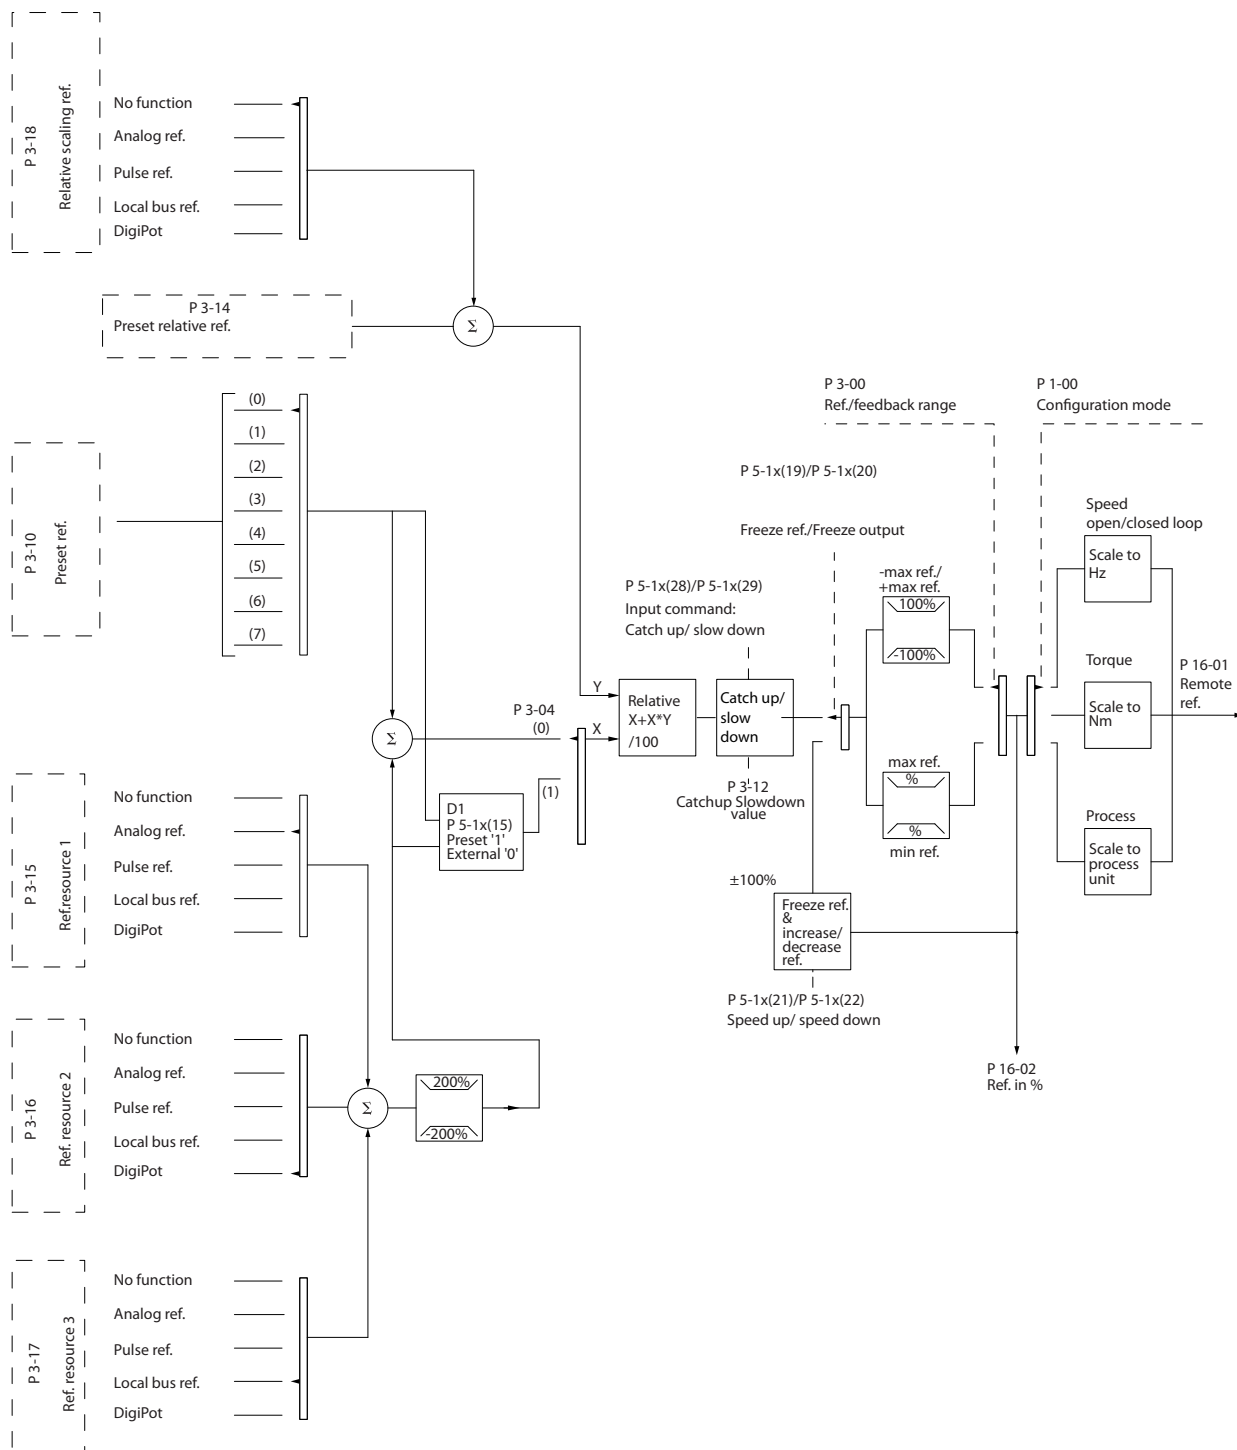 P 3-18
Relative scaling ref.
No function
Analog ref.
Pulse ref.
Local bus ref.
DigiPot
P 3-14
Preset relative ref.
Σ
P 3-10
Preset ref.
(0)
(1)
(2)
(3)
(4)
(5)
(6)
(7)
Σ
P 3-04
(0)
(1)
Y
X
D1
P 5-1x(15)
Preset '1'
External '0'
Relative
X+X*Y
/100
P 5-1x(28)/P 5-1x(29)
Input command:
Catch up/ slow down
Catch up/
slow
down
P 3-12
Catchup Slowdown
value
P 5-1x(19)/P 5-1x(20)
Freeze ref./Freeze output
-max ref./
+max ref.
100%
-100%
max ref.
%
%
min ref.
±100%
Freeze ref.
&
increase/
decrease
ref.
P 5-1x(21)/P 5-1x(22)
Speed up/ speed down
P 3-00
Ref./feedback range
P 1-00
Configuration mode
Speed
open/closed loop
Scale to
Hz
Torque
Scale to
Nm
Process
Scale to
process
unit
P 16-01
Remote
ref.
P 16-02
Ref. in %
P 3-15
Ref.resource 1
No function
Analog ref.
Pulse ref.
Local bus ref.
DigiPot
P 3-16
Ref. resource 2
No function
Analog ref.
Pulse ref.
Local bus ref.
DigiPot
Σ
200%
-200%
P 3-17
Ref. resource 3
No function
Analog ref.
Pulse ref.
Local bus ref.
DigiPot